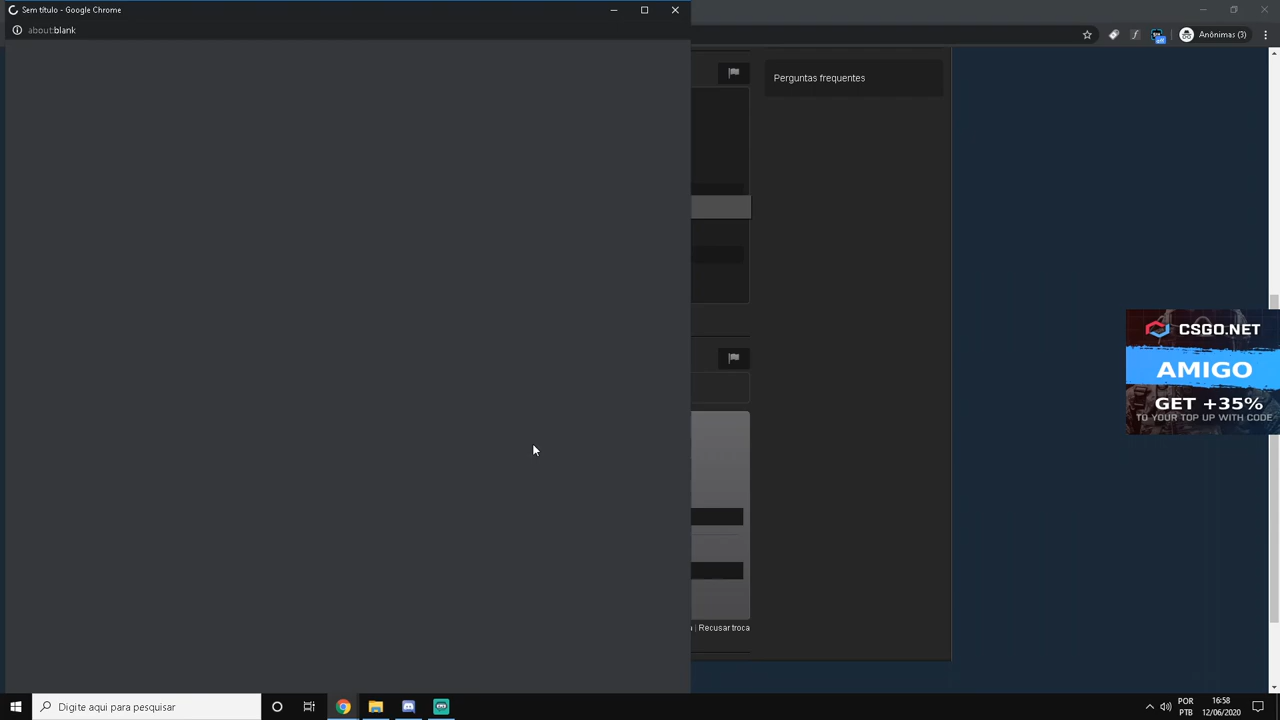 Sem título - Google Chrome
about:blank
Anônimas (3)
Perguntas frequentes
CSGO.NET
AMIGO
GET +35%
TO YOUR TOP UP WITH CODE
| Recusar troca
Digite aqui para pesquisar
POR
PTB
16:58
12/06/2020